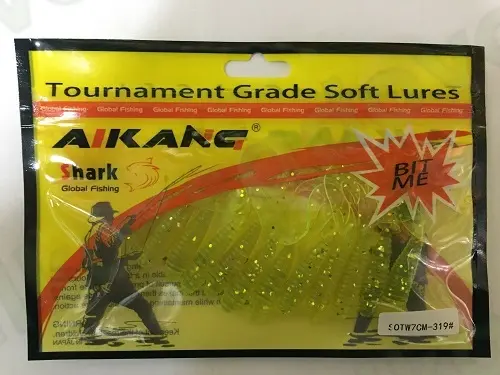 Tournament Grade Soft Lures
Global Fishing Global Fishing Global Fishing Global Fishing Global Fishing Global Fishing Global Fishing
AIKANG®
Shark
Global Fishing
BIT
ME
SOTW7CM-319#